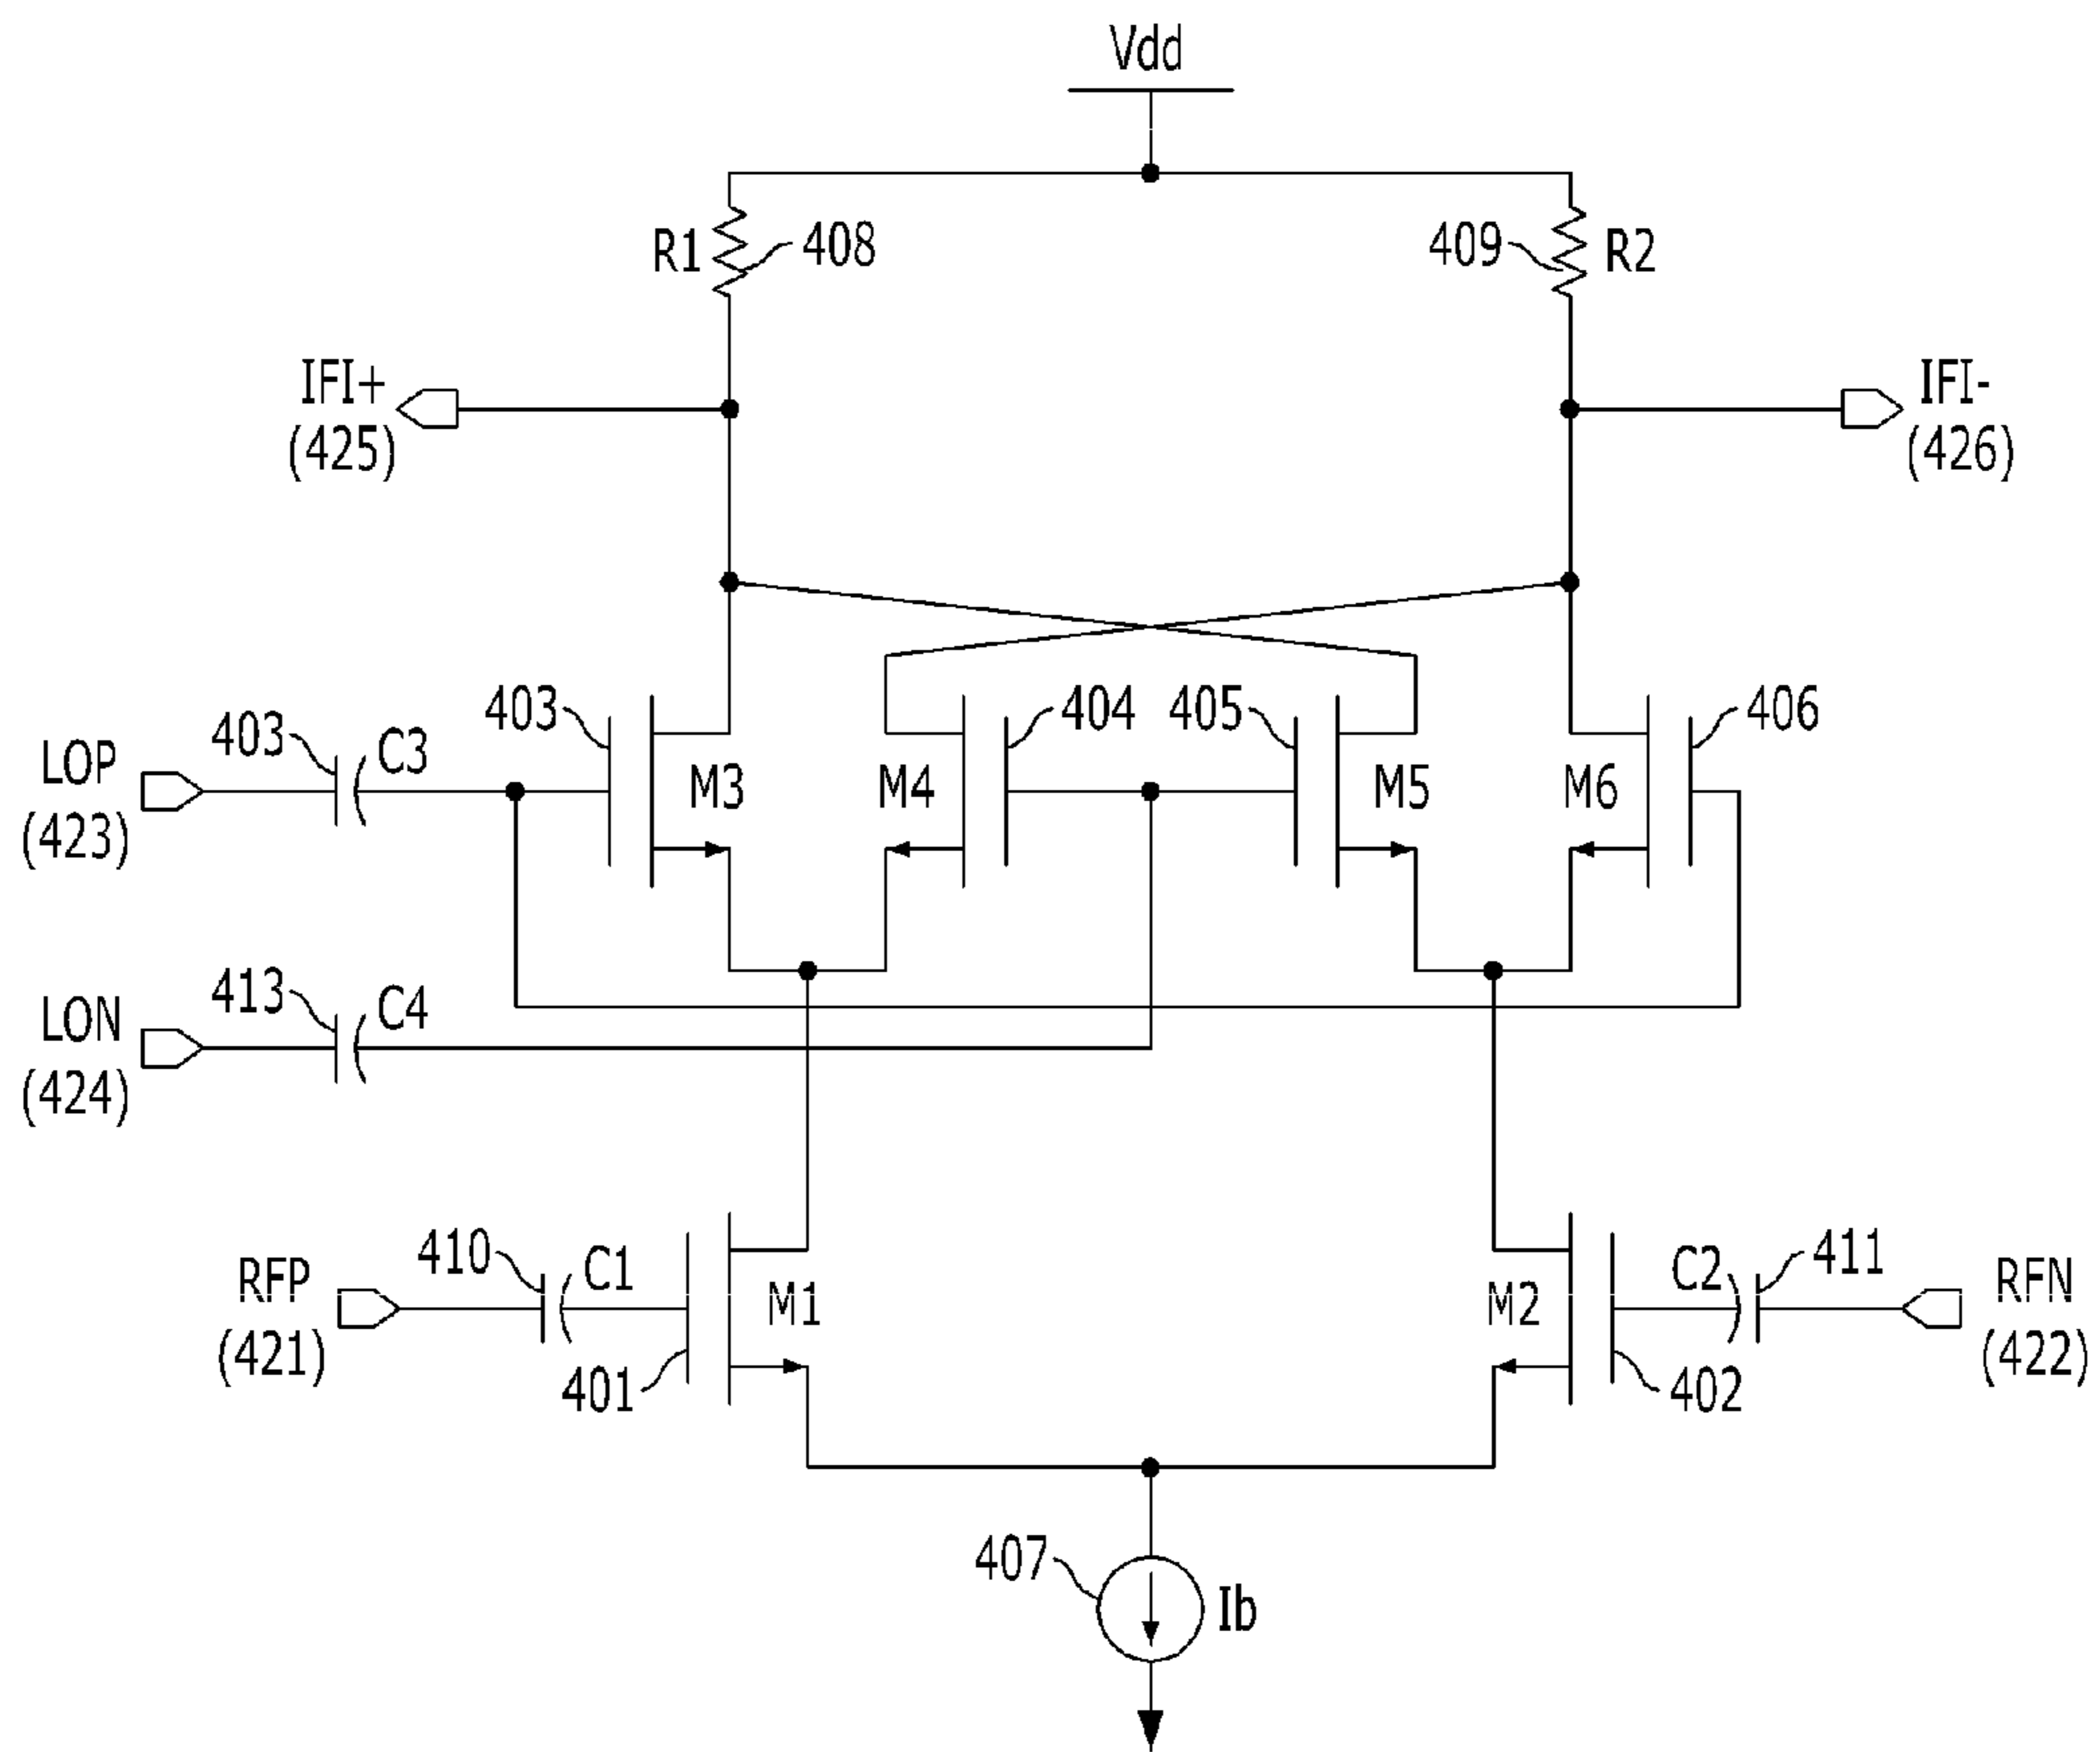 Vdd
R1
408
409
R2
IFI+
(425)
IFI-
(426)
403
404
405
406
LOP
(423)
403
C3
M3
M4
M5
M6
LON
(424)
413
C4
RFP
(421)
410
C1
M1
401
M2
C2
411
RFN
(422)
402
407
Ib